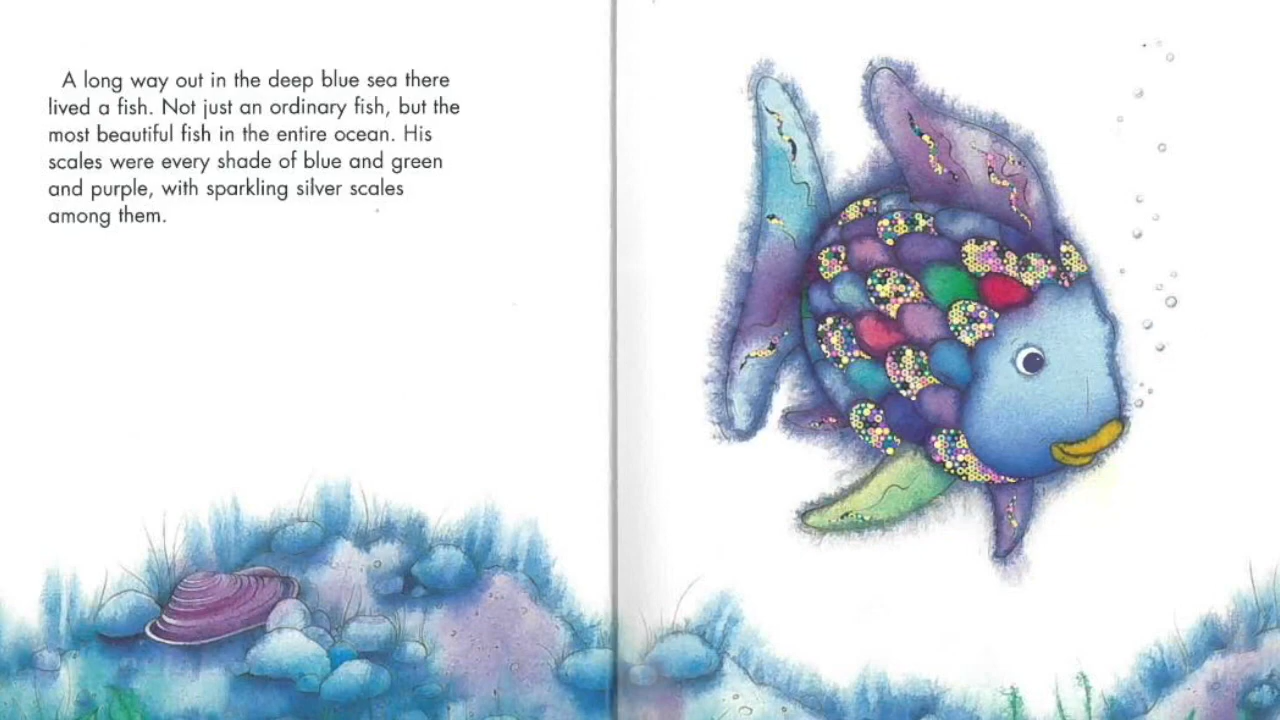 A long way out in the deep blue sea there
lived a fish. Not just an ordinary fish, but the
most beautiful fish in the entire ocean. His
scales were every shade of blue and green
and purple, with sparkling silver scales
among them.